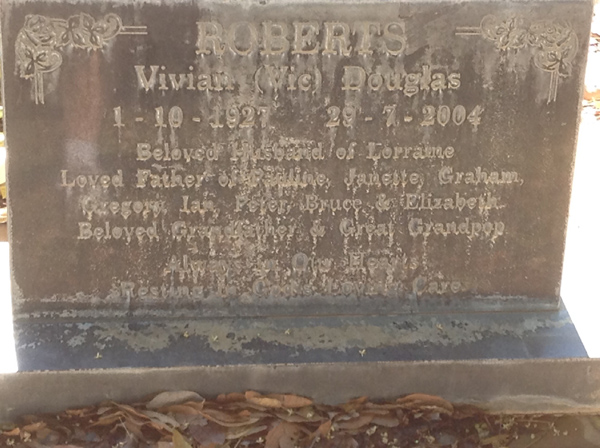 ROBERTS
Vivian (Vic) Douglas
1 - 10 - 1927 29 - 7 - 2004
Beloved Husband of Lorraine
Loved Father of Pauline, Janette, Graham,
Gregory, Ian, Peter, Bruce & Elizabeth.
Beloved Grandfather & Great Grandpop
Always In Our Hearts
Resting In God's Loving Care